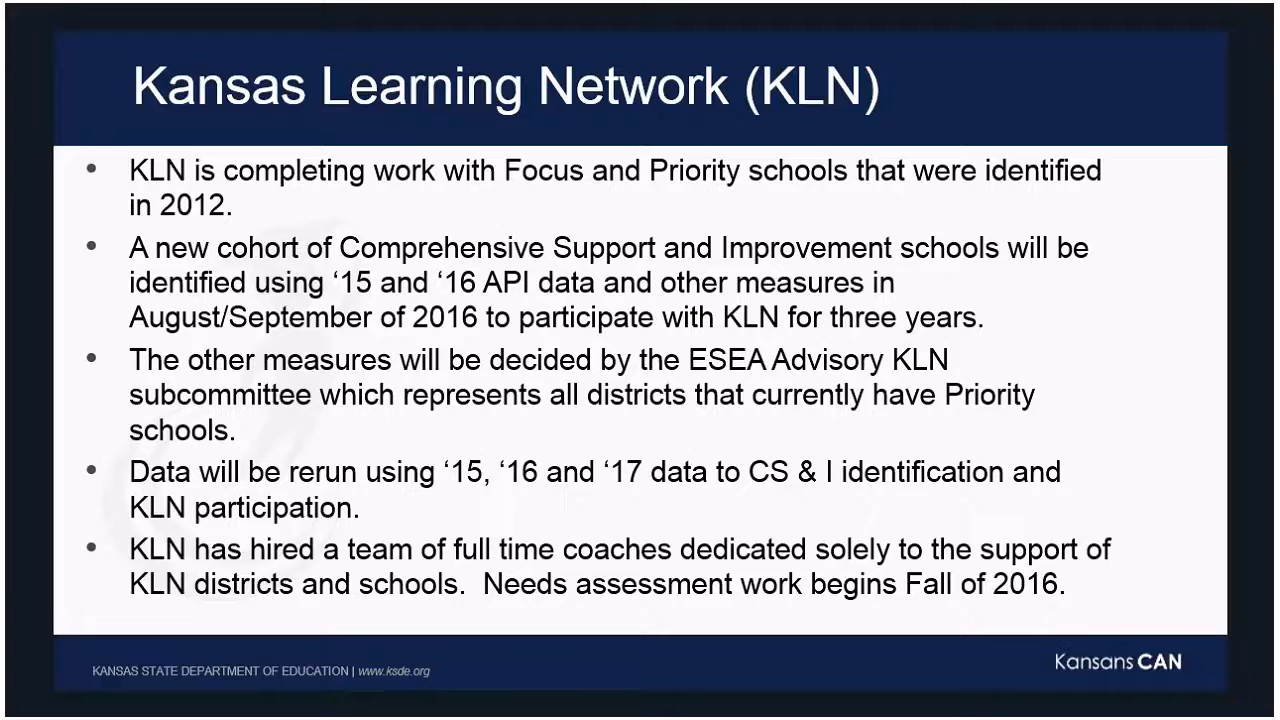 Kansas Learning Network (KLN)
• KLN is completing work with Focus and Priority schools that were identified
in 2012.
• A new cohort of Comprehensive Support and Improvement schools will be
identified using ‘15 and ‘16 API data and other measures in
August/September of 2016 to participate with KLN for three years.
• The other measures will be decided by the ESEA Advisory KLN
subcommittee which represents all districts that currently have Priority
schools.
• Data will be rerun using ‘15, ‘16 and ‘17 data to CS & I identification and
KLN participation.
• KLN has hired a team of full time coaches dedicated solely to the support of
KLN districts and schools.  Needs assessment work begins Fall of 2016.
KANSAS STATE DEPARTMENT OF EDUCATION | www.ksde.org
Kansans CAN